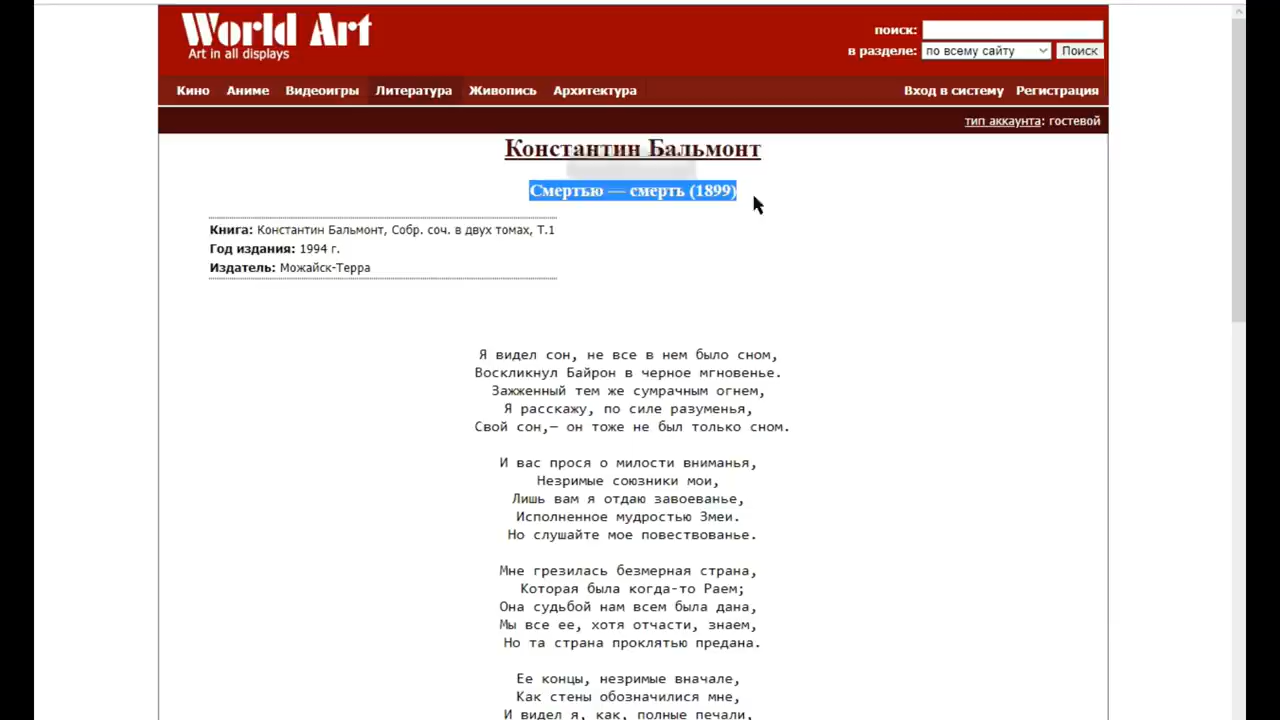 World Art
Art in all displays
поиск:
в разделе: по всему сайту Поиск
Кино Аниме Видеоигры Литература Живопись Архитектура Вход в систему Регистрация
тип аккаунта: гостевой
Константин Бальмонт
Смертью — смерть (1899)
Книга: Константин Бальмонт, Собр. соч. в двух томах, Т.1
Год издания: 1994 г.
Издатель: Можайск-Терра
Я видел сон, не все в нем было сном,
Воскликнул Байрон в черное мгновенье.
Зажженный тем же сумрачным огнем,
Я расскажу, по силе разуменья,
Свой сон,— он тоже не был только сном.
И вас прося о милости вниманья,
Незримые союзники мои,
Лишь вам я отдаю завоеванье,
Исполненное мудростью Змеи.
Но слушайте мое повествованье.
Мне грезилась безмерная страна,
Которая была когда-то Раем;
Она судьбой нам всем была дана,
Мы все ее, хотя отчасти, знаем,
Но та страна проклятью предана.
Ее концы, незримые вначале,
Как стены обозначилися мне,
И видел я, как, полные печали,